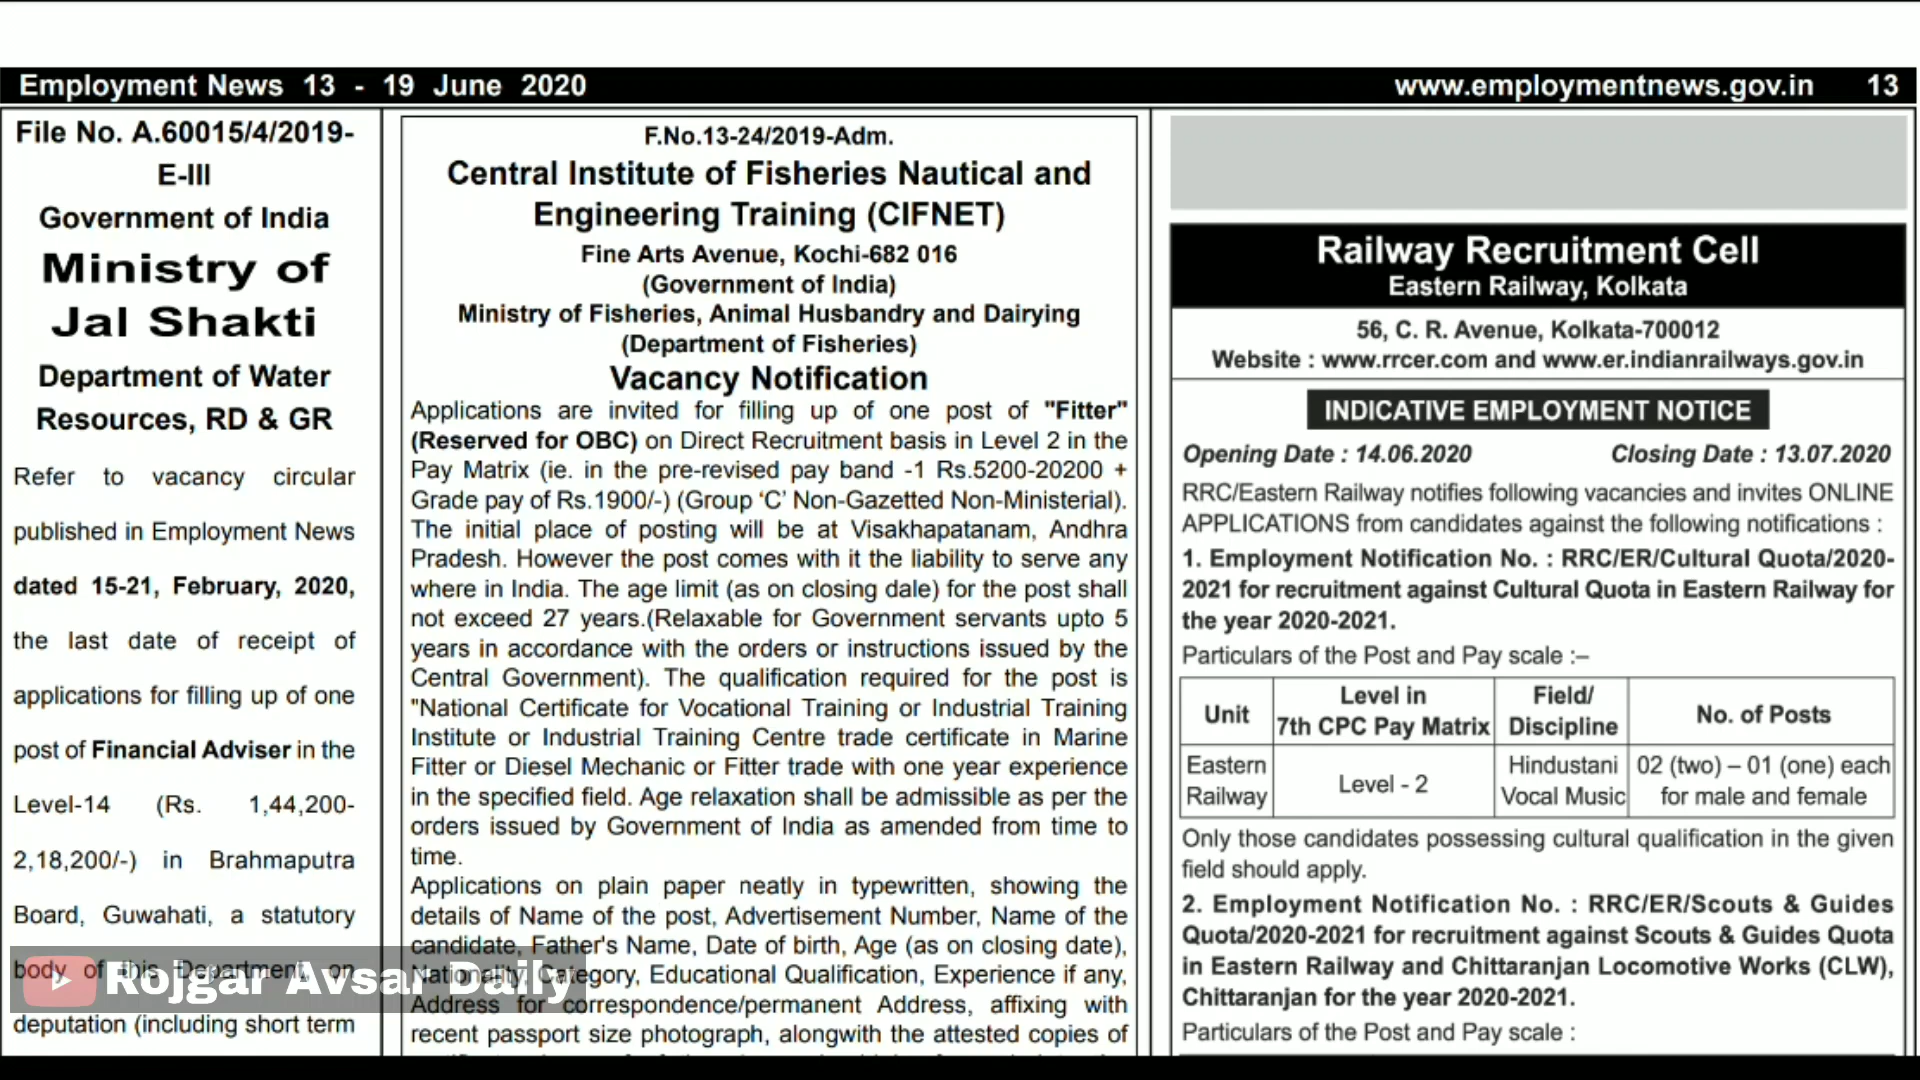 Employment News 13 - 19 June 2020
www.employmentnews.gov.in 13
File No. A.60015/4/2019-
E-III
Government of India
Ministry of
Jal Shakti
Department of Water
Resources, RD & GR
Refer to vacancy circular
published in Employment News
dated 15-21, February, 2020,
the last date of receipt of
applications for filling up of one
post of Financial Adviser in the
Level-14 (Rs. 1,44,200-
2,18,200/-) in Brahmaputra
Board, Guwahati, a statutory
body of this Department on
deputation (including short term
F.No.13-24/2019-Adm.
Central Institute of Fisheries Nautical and
Engineering Training (CIFNET)
Fine Arts Avenue, Kochi-682 016
(Government of India)
Ministry of Fisheries, Animal Husbandry and Dairying
(Department of Fisheries)
Vacancy Notification
Applications are invited for filling up of one post of "Fitter"
(Reserved for OBC) on Direct Recruitment basis in Level 2 in the
Pay Matrix (ie. in the pre-revised pay band -1 Rs.5200-20200 +
Grade pay of Rs.1900/-) (Group ‘C’ Non-Gazetted Non-Ministerial).
The initial place of posting will be at Visakhapatanam, Andhra
Pradesh. However the post comes with it the liability to serve any
where in India. The age limit (as on closing dale) for the post shall
not exceed 27 years.(Relaxable for Government servants upto 5
years in accordance with the orders or instructions issued by the
Central Government). The qualification required for the post is
"National Certificate for Vocational Training or Industrial Training
Institute or Industrial Training Centre trade certificate in Marine
Fitter or Diesel Mechanic or Fitter trade with one year experience
in the specified field. Age relaxation shall be admissible as per the
orders issued by Government of India as amended from time to
time.
Applications on plain paper neatly in typewritten, showing the
details of Name of the post, Advertisement Number, Name of the
candidate, Father's Name, Date of birth, Age (as on closing date),
Nationality, Category, Educational Qualification, Experience if any,
Address for correspondence/permanent Address, affixing with
recent passport size photograph, alongwith the attested copies of
Railway Recruitment Cell
Eastern Railway, Kolkata
56, C. R. Avenue, Kolkata-700012
Website : www.rrcer.com and www.er.indianrailways.gov.in
INDICATIVE EMPLOYMENT NOTICE
Opening Date : 14.06.2020 Closing Date : 13.07.2020
RRC/Eastern Railway notifies following vacancies and invites ONLINE
APPLICATIONS from candidates against the following notifications :
1. Employment Notification No. : RRC/ER/Cultural Quota/2020-
2021 for recruitment against Cultural Quota in Eastern Railway for
the year 2020-2021.
Particulars of the Post and Pay scale :–
Unit
Level in
7th CPC Pay Matrix
Field/
Discipline
No. of Posts
Eastern
Railway
Level - 2
Hindustani
Vocal Music
02 (two) – 01 (one) each
for male and female
Only those candidates possessing cultural qualification in the given
field should apply.
2. Employment Notification No. : RRC/ER/Scouts & Guides
Quota/2020-2021 for recruitment against Scouts & Guides Quota
in Eastern Railway and Chittaranjan Locomotive Works (CLW),
Chittaranjan for the year 2020-2021.
Particulars of the Post and Pay scale :
Rojgar Avsar Daily